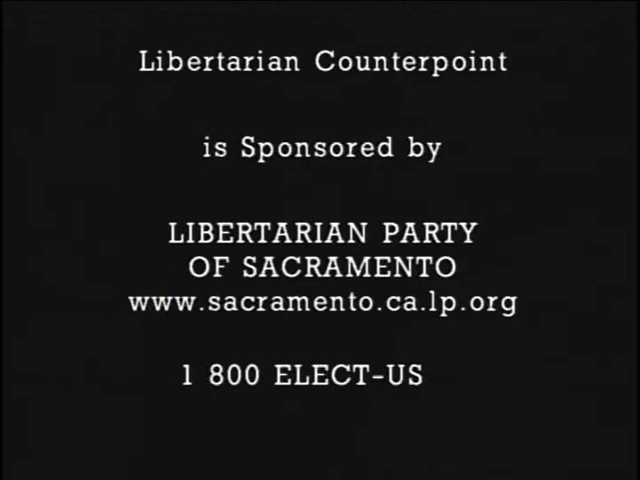 Libertarian Counterpoint
is Sponsored by
LIBERTARIAN PARTY
OF SACRAMENTO
www.sacramento.ca.lp.org
1 800 ELECT-US